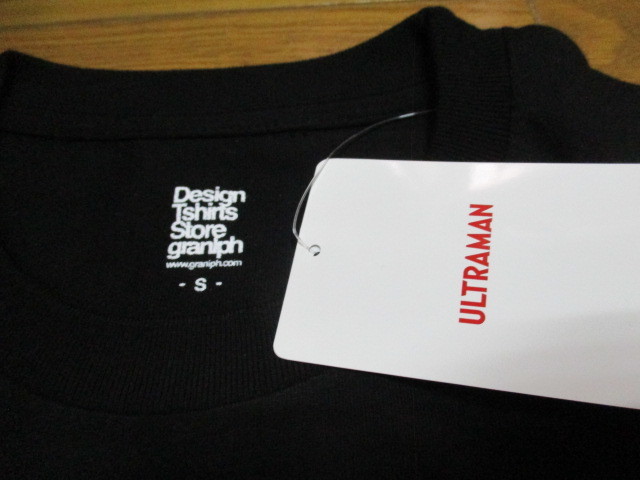 Design
Tshirts
Store
graniph
www.graniph.com
- S -
ULTRAMAN